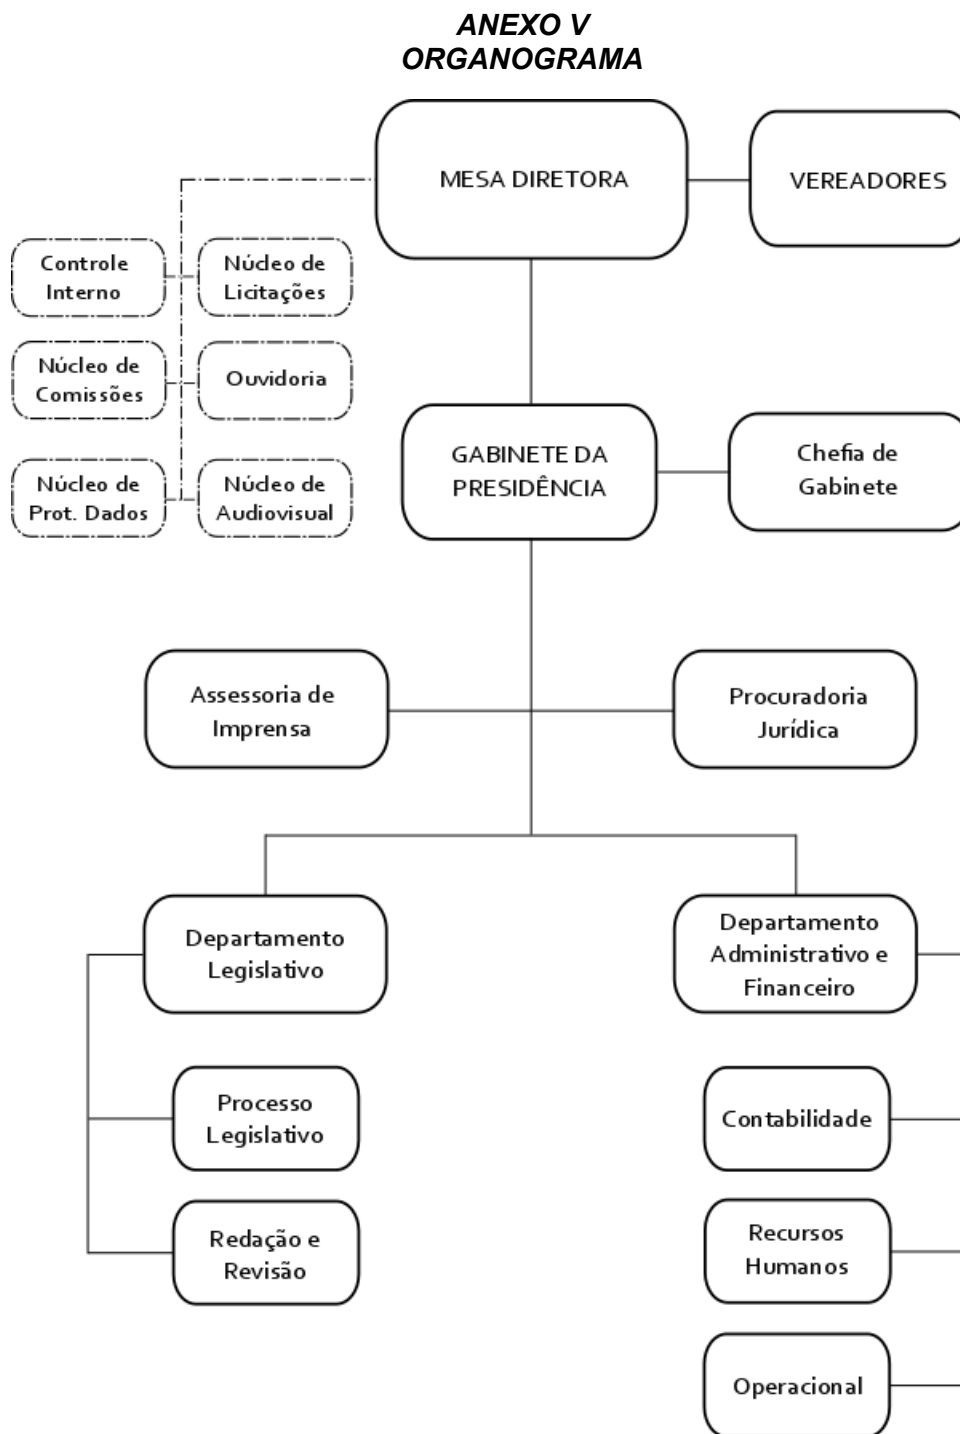 ANEXO V
ORGANOGRAMA
MESA DIRETORA
VEREADORES
Controle
Interno
Núcleo de
Licitações
Núcleo de
Comissões
Ouvidoria
Núcleo de
Prot. Dados
Núcleo de
Audiovisual
GABINETE DA
PRESIDÊNCIA
Chefia de
Gabinete
Assessoria de
Imprensa
Procuradoria
Jurídica
Departamento
Legislativo
Departamento
Administrativo e
Financeiro
Processo
Legislativo
Contabilidade
Redação e
Revisão
Recursos
Humanos
Operacional